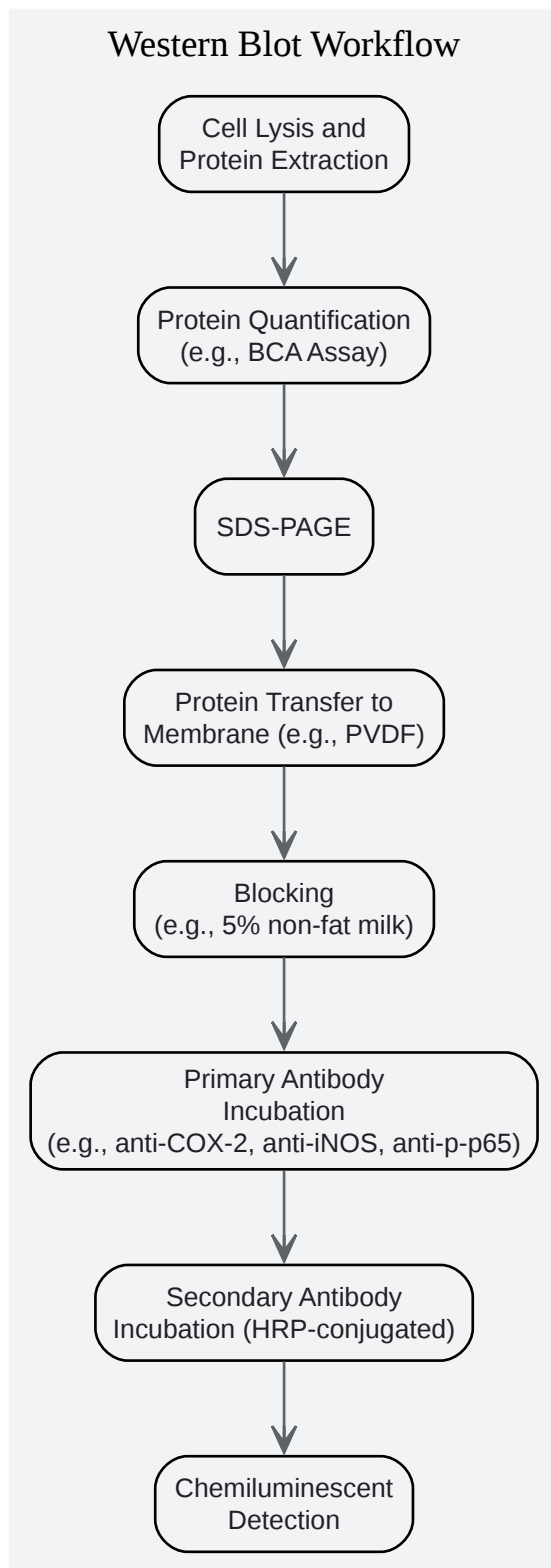 Western Blot Workflow
Cell Lysis and
Protein Extraction
Protein Quantification
(e.g., BCA Assay)
SDS-PAGE
Protein Transfer to
Membrane (e.g., PVDF)
Blocking
(e.g., 5% non-fat milk)
Primary Antibody
Incubation
(e.g., anti-COX-2, anti-iNOS, anti-p-p65)
Secondary Antibody
Incubation (HRP-conjugated)
Chemiluminescent
Detection